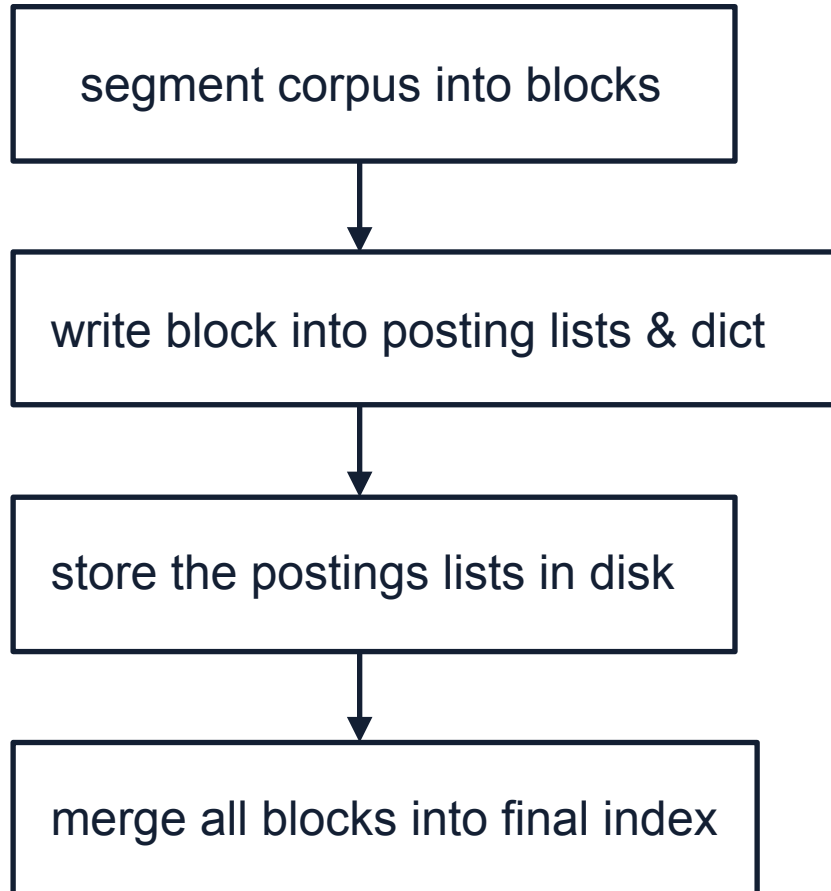 segment corpus into blocks
write block into posting lists & dict
store the postings lists in disk
merge all blocks into final index